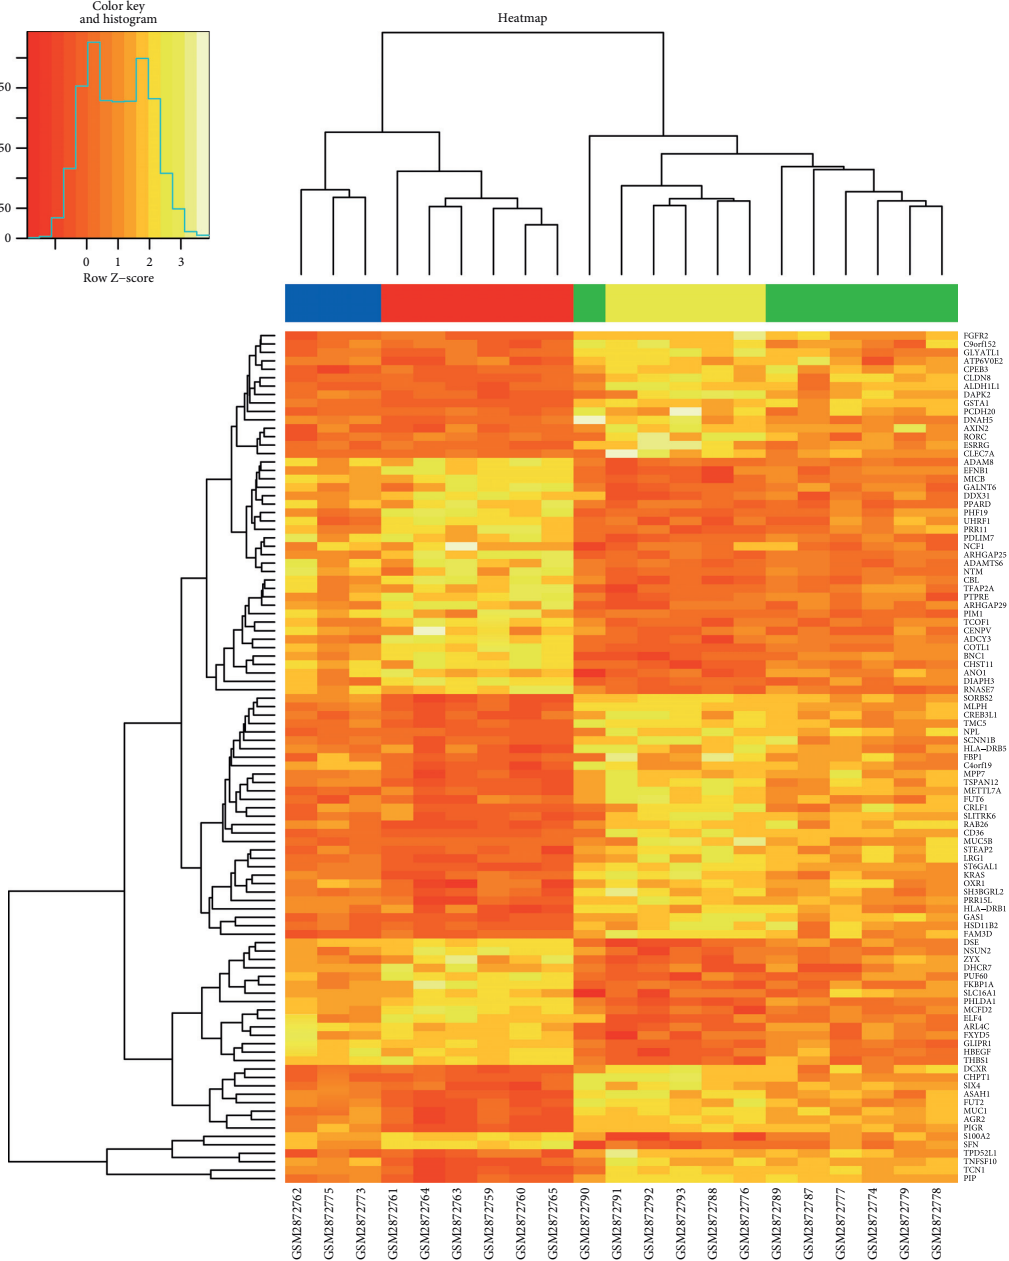 Color key
and histogram
50
50
50
0
0 1 2 3
Row Z−score
Heatmap
FGFR2
C9orf152
GLYATL1
ATP6V0E2
CPEB3
CLDN8
ALDH1L1
DAPK2
GSTA1
PCDH20
DNAH5
AXIN2
RORC
ESRRG
CLEC7A
ADAM8
EFNB1
MICB
GALNT6
DDX31
PPARD
PHF19
UHRF1
PRR11
PDLIM7
NCF1
ARHGAP25
ADAMTS6
NTM
CBL
TFAP2A
PTPRE
ARHGAP29
PIM1
TCOF1
CENPV
ADCY3
COTL1
BNC1
CHST11
ANO1
DIAPH3
RNASE7
SORBS2
MLPH
CREB3L1
TMC5
NPL
SCNN1B
HLA−DRB5
FBP1
C4orf19
MPP7
TSPAN12
METTL7A
FUT6
CRLF1
SLITRK6
RAB26
CD36
MUC5B
STEAP2
LRG1
ST6GAL1
KRAS
OXR1
SH3BGRL2
PRR15L
HLA−DRB1
GAS1
HSD11B2
FAM3D
DSE
NSUN2
ZYX
DHCR7
PUF60
FKBP1A
SLC16A1
PHLDA1
MCFD2
ELF4
ARL4C
FXYD5
GLIPR1
HBEGF
THBS1
DCXR
CHPT1
SIX4
ASAH1
FUT2
MUC1
AGR2
PIGR
S100A2
SFN
TPD52L1
TNFSF10
TCN1
PIP
GSM2872762
GSM2872775
GSM2872773
GSM2872761
GSM2872764
GSM2872763
GSM2872759
GSM2872760
GSM2872765
GSM2872790
GSM2872791
GSM2872792
GSM2872793
GSM2872788
GSM2872776
GSM2872789
GSM2872787
GSM2872777
GSM2872774
GSM2872779
GSM2872778